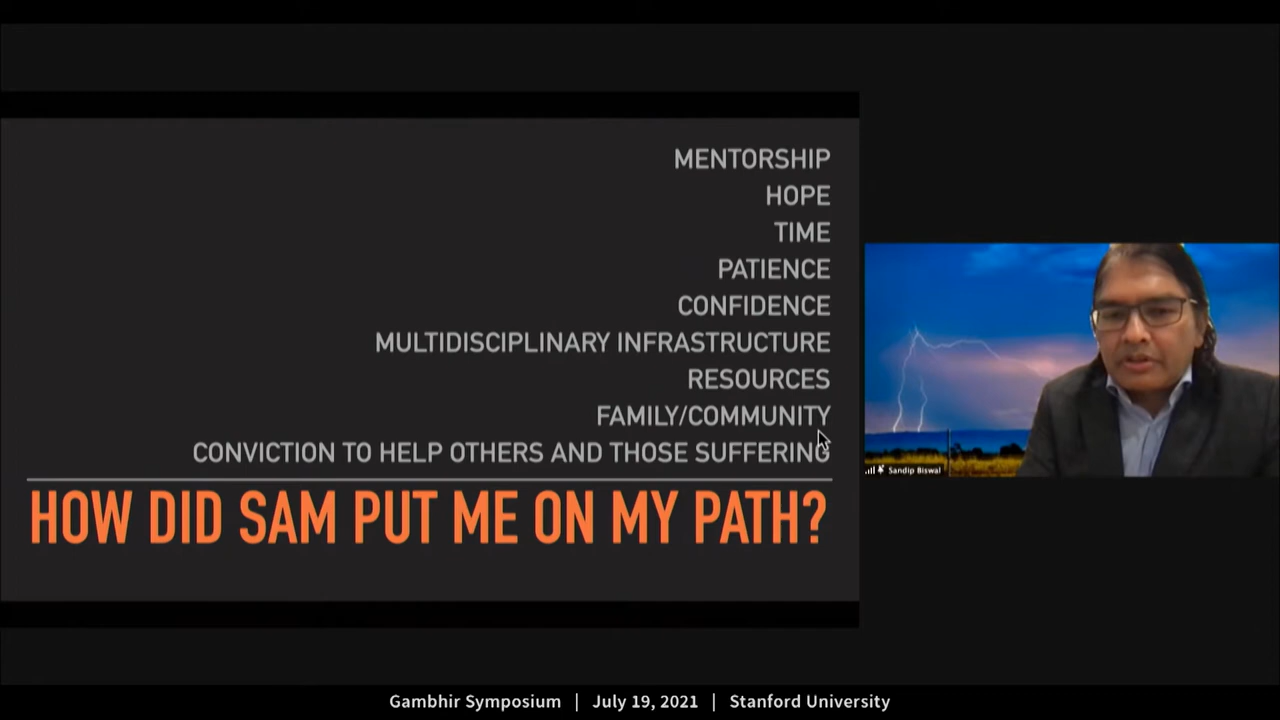 MENTORSHIP
HOPE
TIME
PATIENCE
CONFIDENCE
MULTIDISCIPLINARY INFRASTRUCTURE
RESOURCES
FAMILY/COMMUNITY
CONVICTION TO HELP OTHERS AND THOSE SUFFERING
HOW DID SAM PUT ME ON MY PATH?
Sandip Biswal
Gambhir Symposium | July 19, 2021 | Stanford University